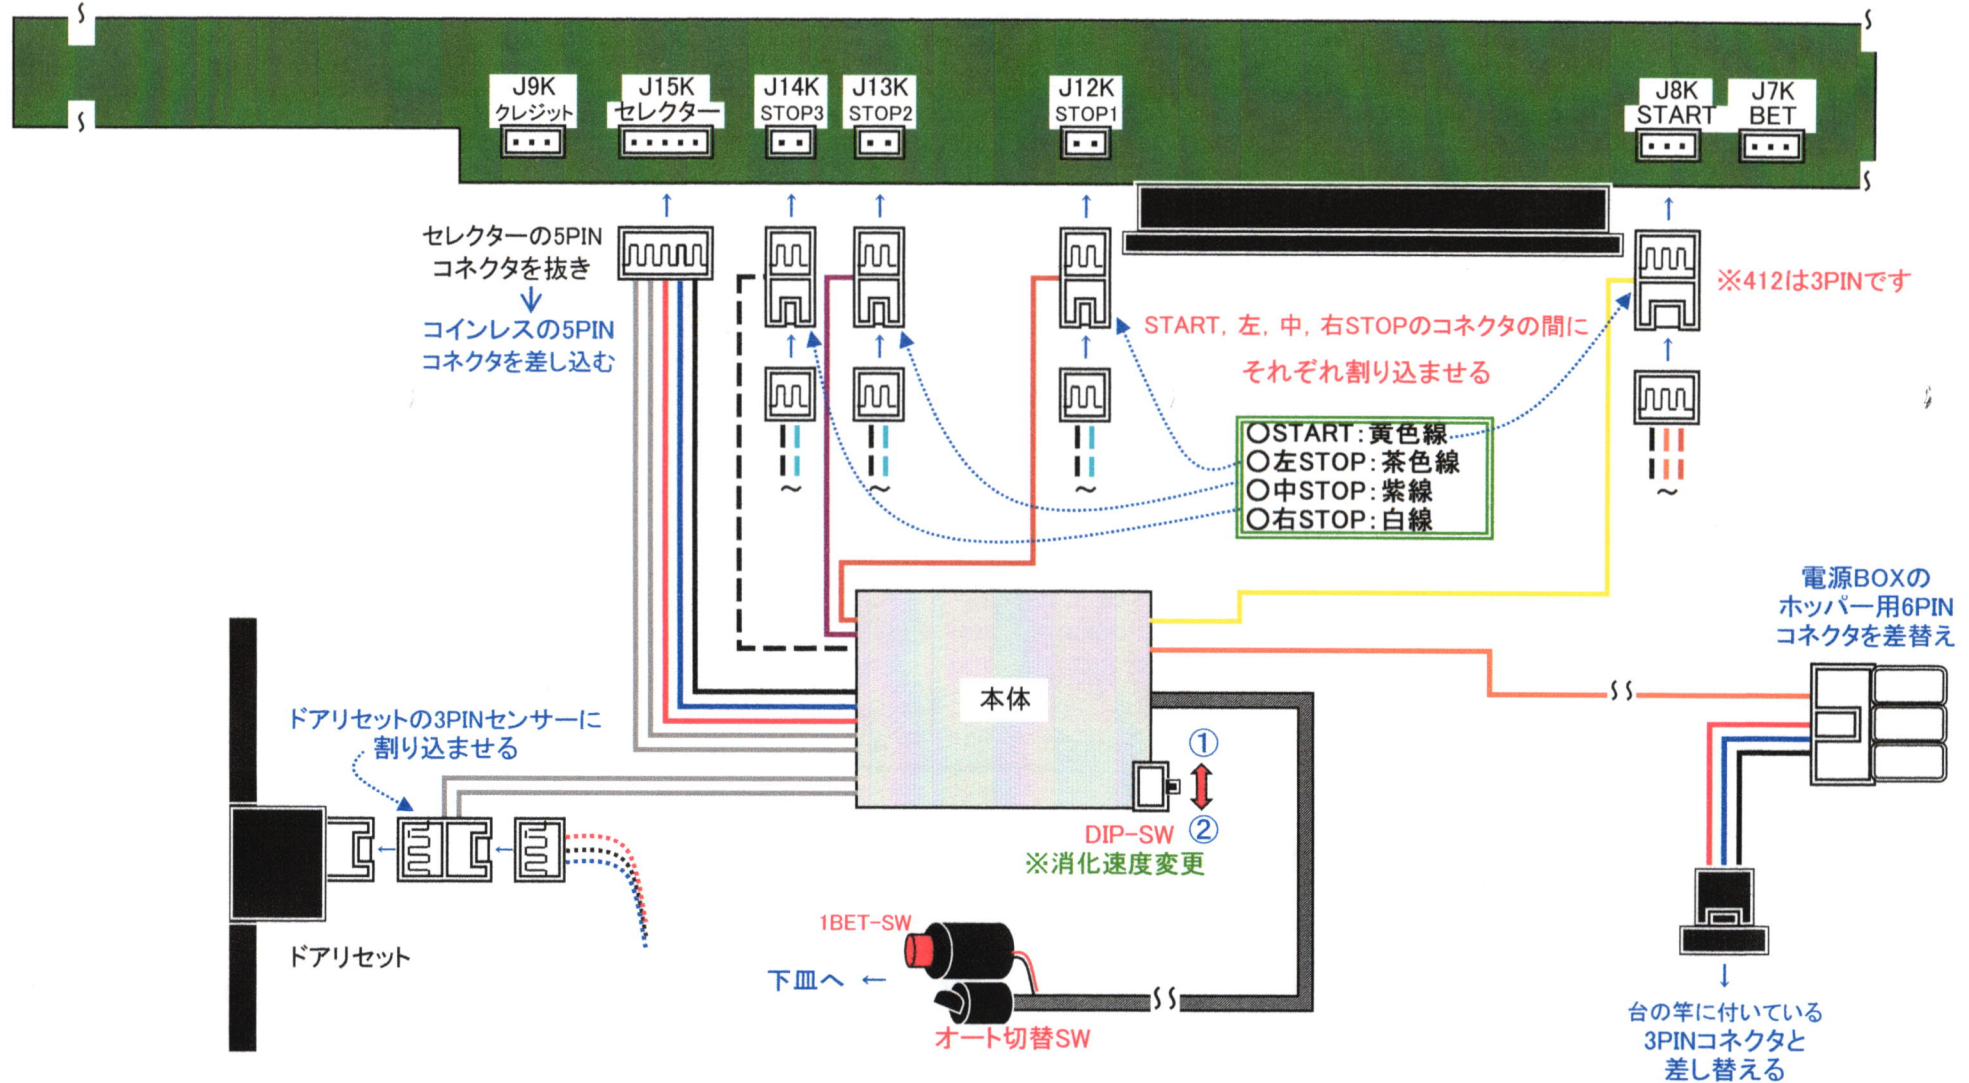 J9K
クレジット
J15K
セレクター
J14K
STOP3
J13K
STOP2
J12K
STOP1
J8K
START
J7K
BET
セレクターの5PIN
コネクタを抜き
↓
コインレスの5PIN
コネクタを差し込む
※412は3PINです
START, 左, 中, 右STOPのコネクタの間に
それぞれ割り込ませる
○START:黄色線
○左STOP:茶色線
○中STOP:紫線
○右STOP:白線
電源BOXの
ホッパー用6PIN
コネクタを差替え
本体
ドアリセットの3PINセンサーに
割り込ませる
①
②
DIP-SW
※消化速度変更
ドアリセット
1BET-SW
下皿へ ←
オート切替SW
台の竿に付いている
3PINコネクタと
差し替える